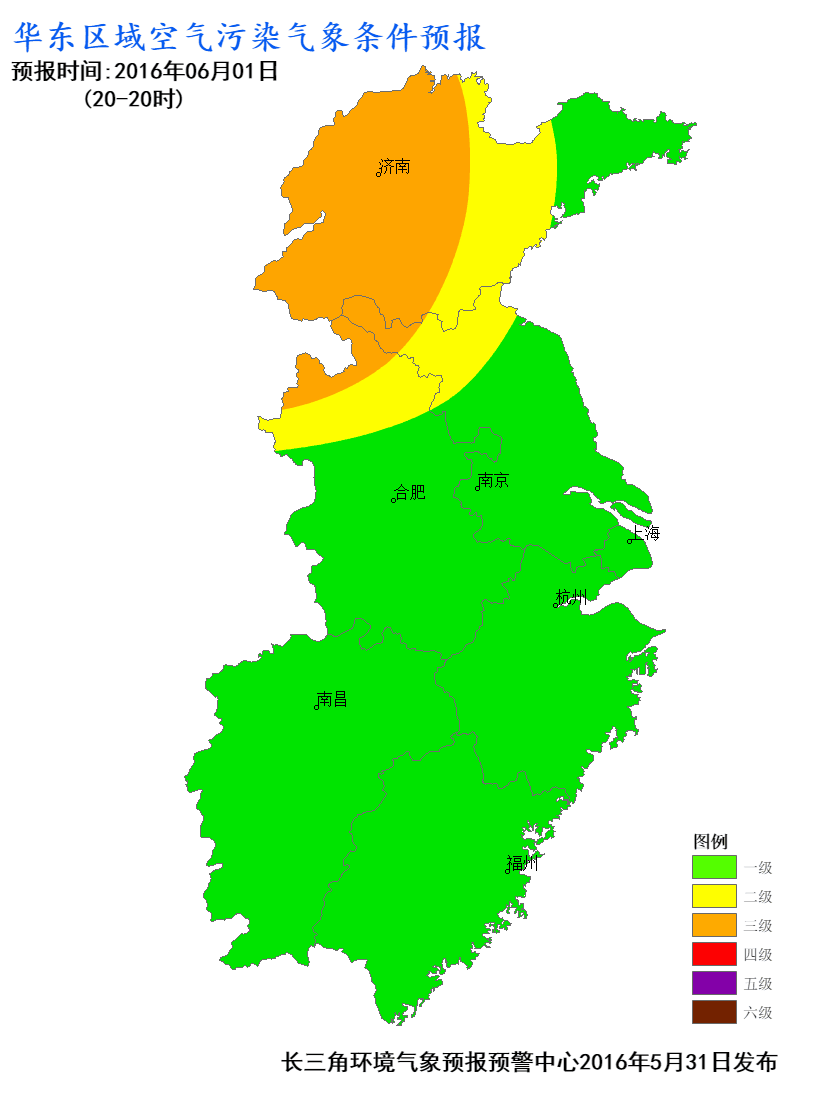 华东区域空气污染气象条件预报
预报时间:2016年06月01日
(20-20时)
济南
合肥
南京
上海
杭州
南昌
福州
图例
一级
二级
三级
四级
五级
六级
长三角环境气象预报预警中心2016年5月31日发布